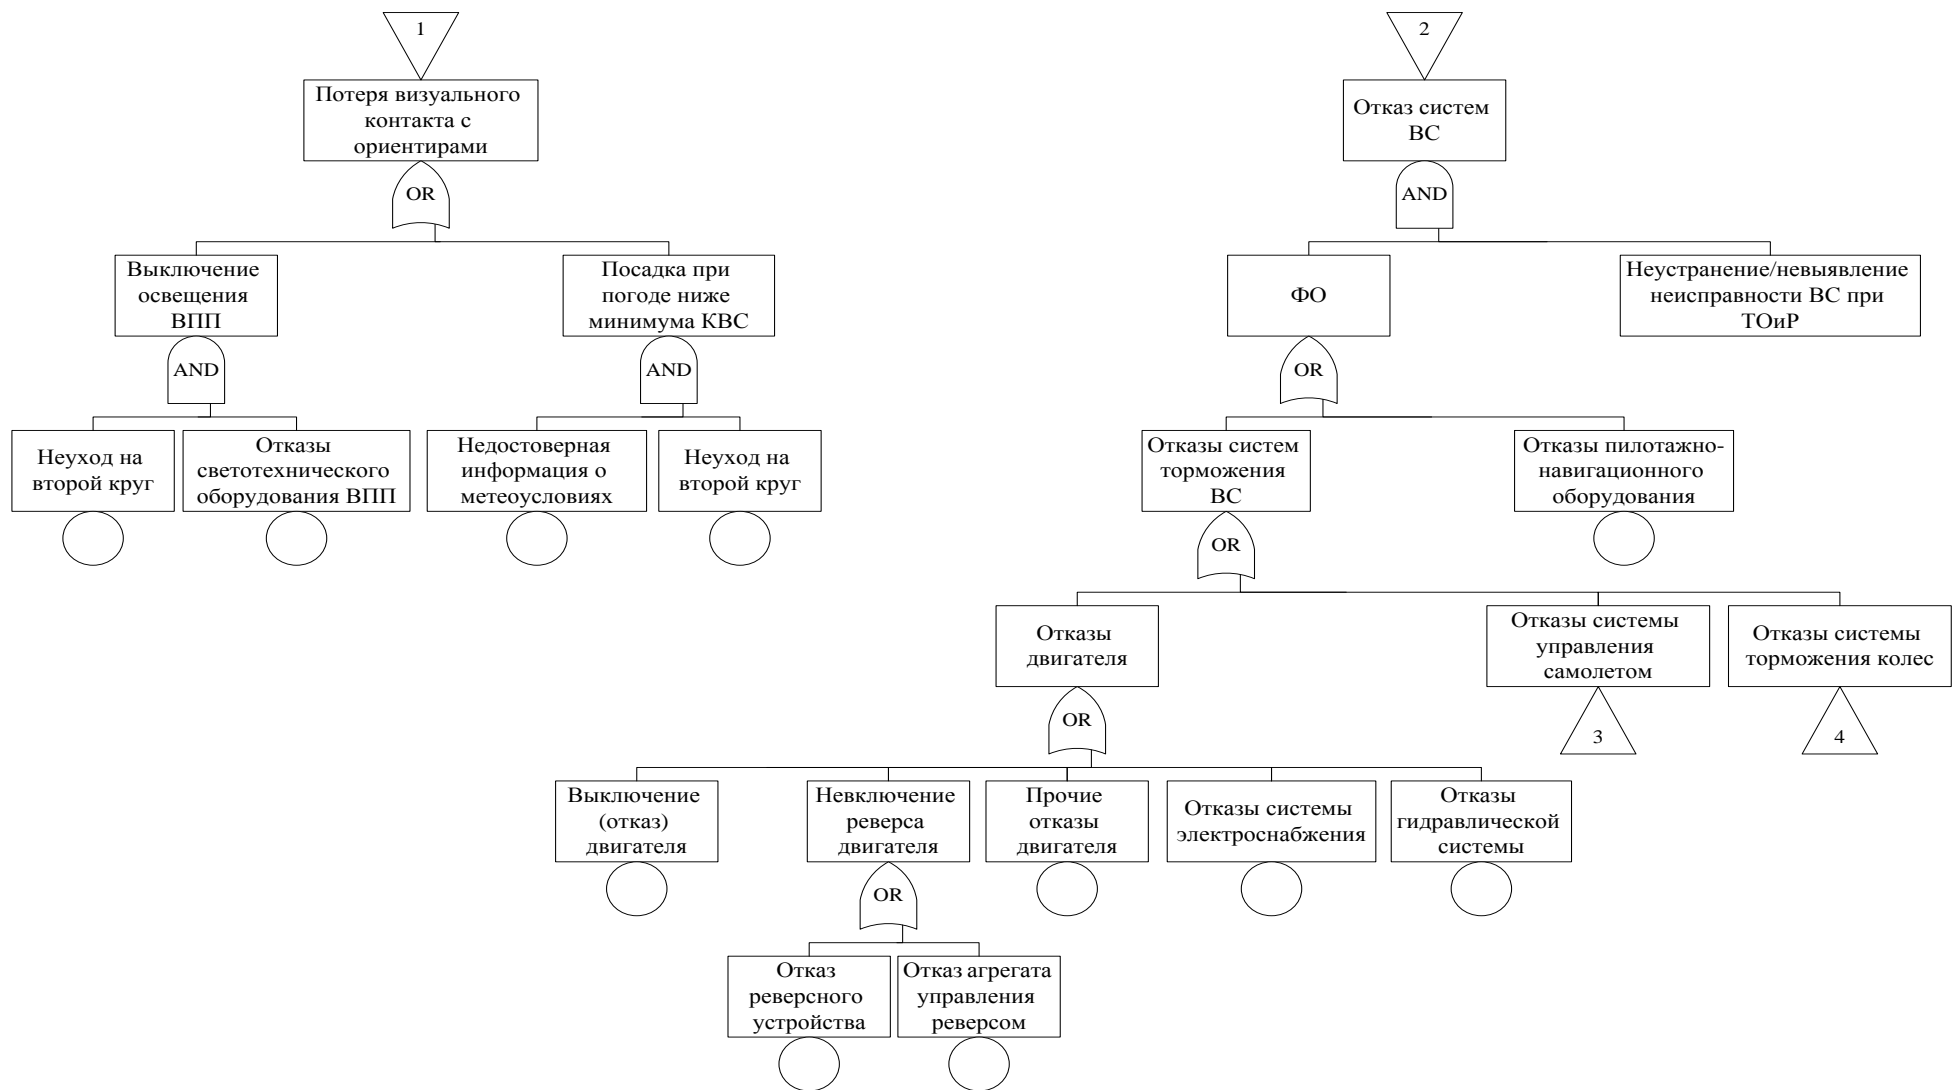 1
Потеря визуального
контакта с
ориентирами
OR
Выключение
освещения
ВПП
Посадка при
погоде ниже
минимума КВС
AND
AND
Неуход на
второй круг
Отказы
светотехнического
оборудования ВПП
Недостоверная
информация о
метеоусловиях
Неуход на
второй круг
2
Отказ систем
ВС
AND
ФО
Неустранение/невыявление
неисправности ВС при
ТОиР
OR
Отказы систем
торможения
ВС
Отказы пилотажно-
навигационного
оборудования
OR
Отказы
двигателя
Отказы системы
управления
самолетом
Отказы системы
торможения колес
OR
3
4
Выключение
(отказ)
двигателя
Невключение
реверса
двигателя
Прочие
отказы
двигателя
Отказы системы
электроснабжения
Отказы
гидравлической
системы
OR
Отказ
реверсного
устройства
Отказ агрегата
управления
реверсом